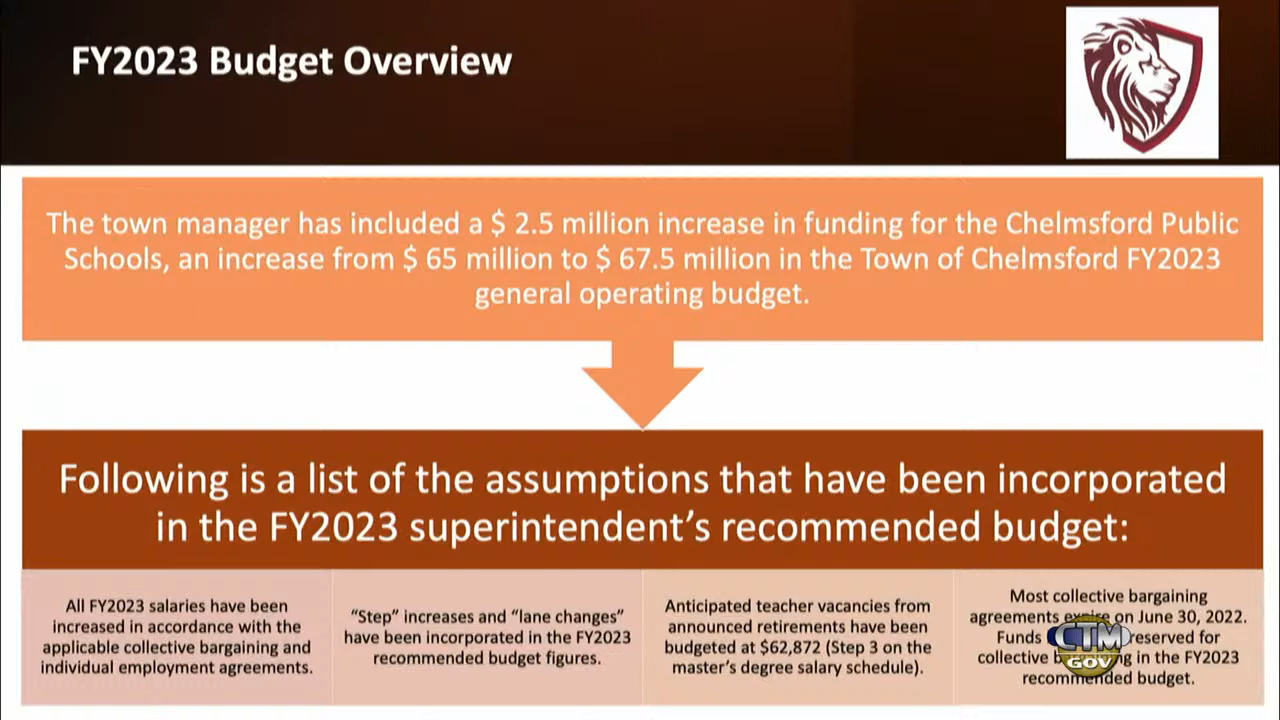 FY2023 Budget Overview
The town manager has included a $ 2.5 million increase in funding for the Chelmsford Public
Schools, an increase from $ 65 million to $ 67.5 million in the Town of Chelmsford FY2023
general operating budget.
Following is a list of the assumptions that have been incorporated
in the FY2023 superintendent’s recommended budget:
All FY2023 salaries have been
increased in accordance with the
applicable collective bargaining and
individual employment agreements.
“Step” increases and “lane changes”
have been incorporated in the FY2023
recommended budget figures.
Anticipated teacher vacancies from
announced retirements have been
budgeted at $62,872 (Step 3 on the
master’s degree salary schedule).
Most collective bargaining
agreements expire on June 30, 2022.
Funds reserved for
collective bargaining in the FY2023
recommended budget.
CTM
GOV